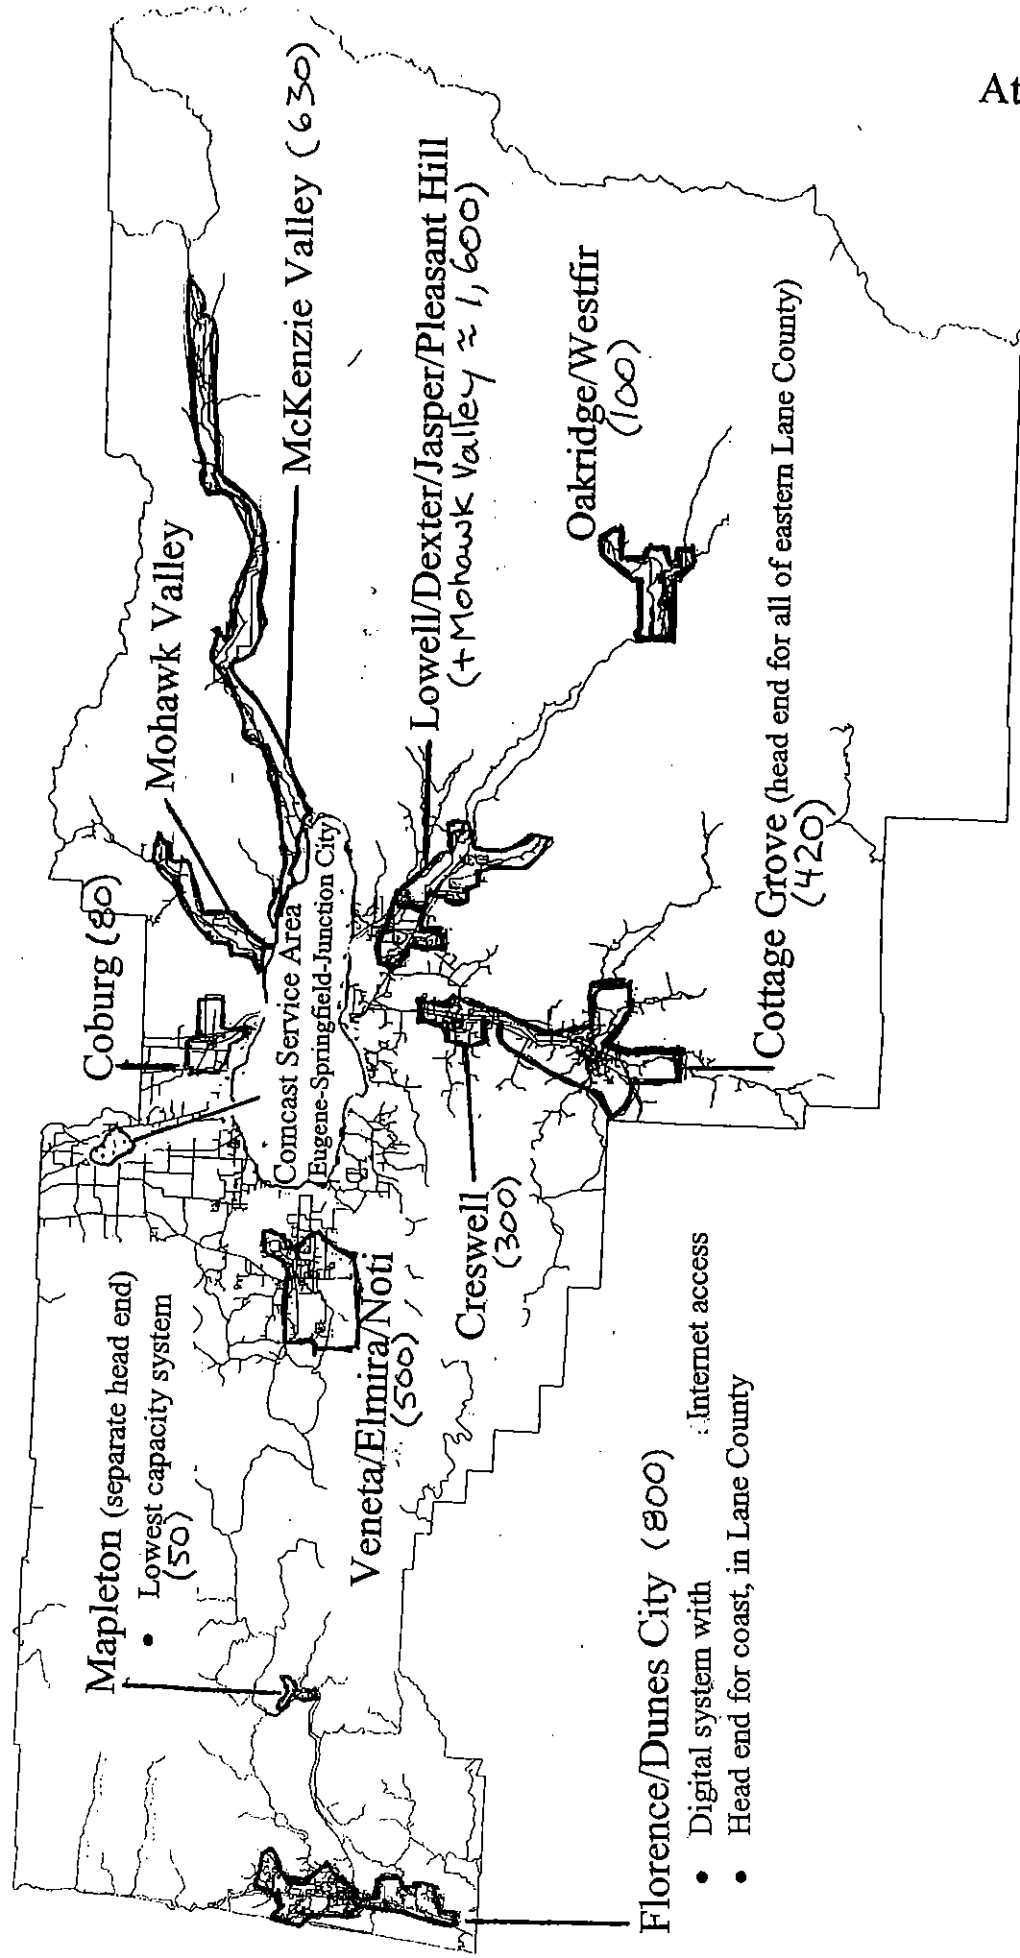 Mapleton (separate head end)
• Lowest capacity system
(50)
Coburg (80)
Mohawk Valley
McKenzie Valley (630)
Comcast Service Area
Eugene-Springfield-Junction City
Lowell/Dexter/Jasper/Pleasant Hill
(+ Mohawk Valley ≈ 1,600)
Veneta/Elmira/Noti
(500)
Creswell
(300)
Oakridge/Westfir
(100)
Florence/Dunes City (800)
• Digital system with Internet access
• Head end for coast, in Lane County
Cottage Grove (head end for all of eastern Lane County)
(420)
At